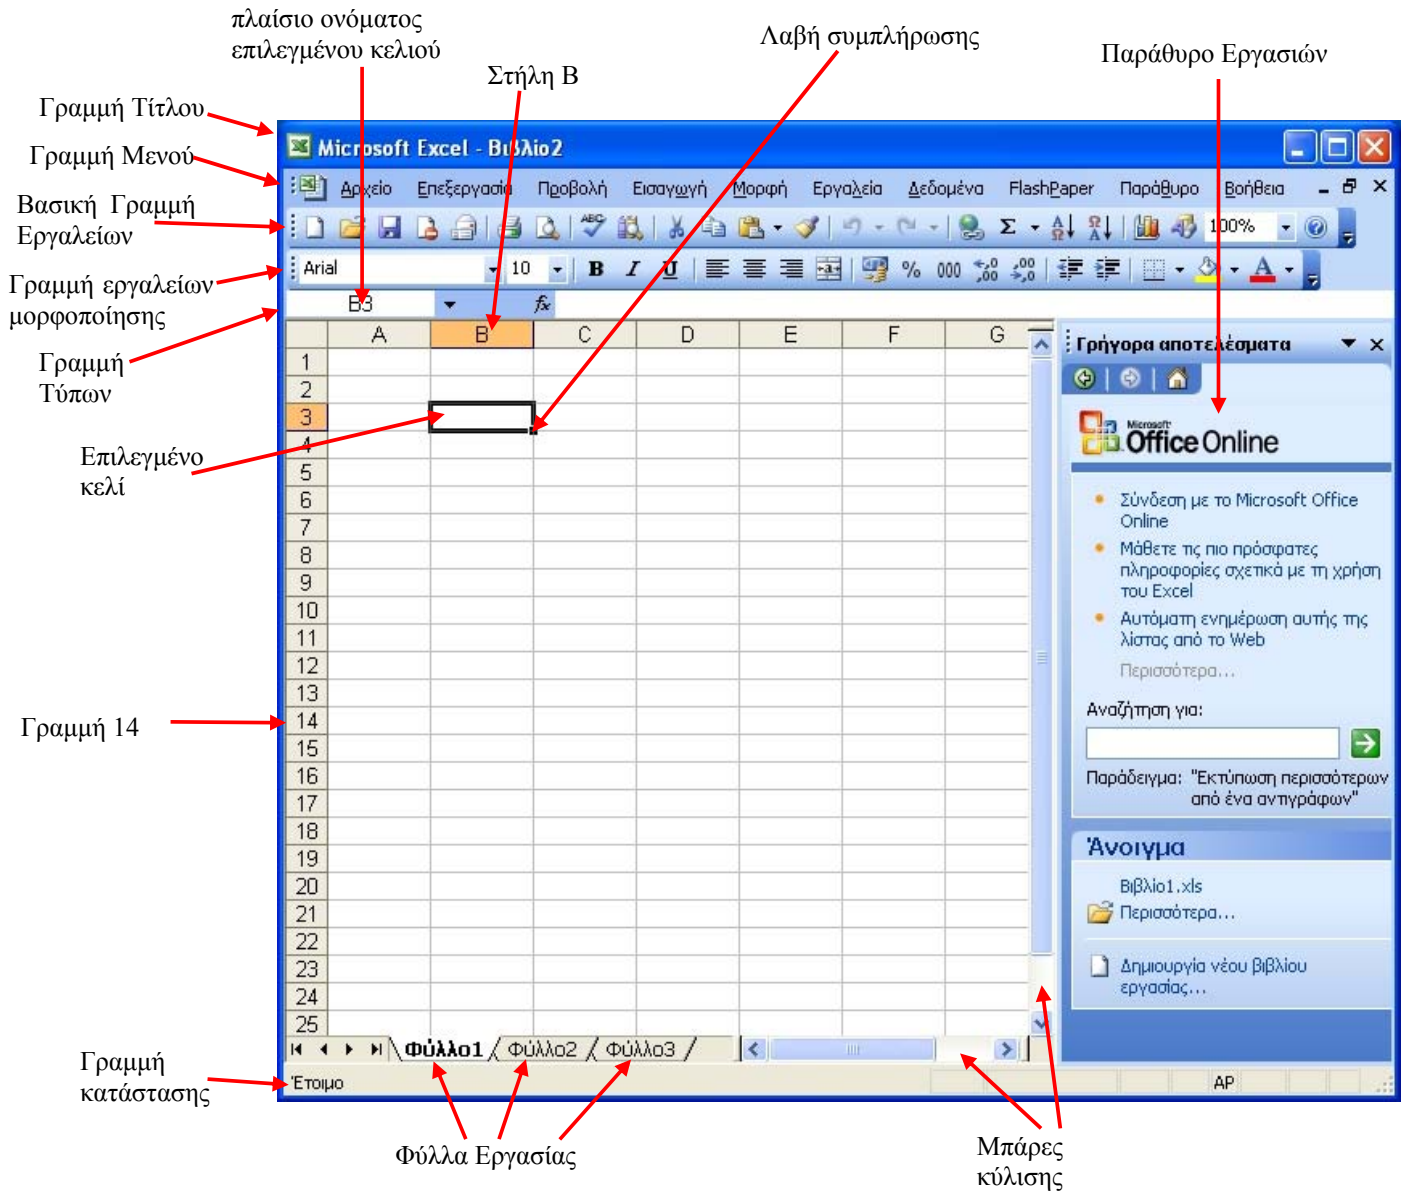 πλαίσιο ονόματος
επιλεγμένου κελιού
Λαβή συμπλήρωσης
Παράθυρο Εργασιών
Στήλη Β
Γραμμή Τίτλου
Microsoft Excel - Βιβλίο2
Γραμμή Μενού
Αρχείο Επεξεργασία Προβολή Εισαγωγή Μορφή Εργαλεία Δεδομένα FlashPaper Παράθυρο Βοήθεια
Βασική Γραμμή
Εργαλείων
100%
Γραμμή εργαλείων
μορφοποίησης
Arial 10 B I U % 000 ,00 ,0
B3 fx
Γραμμή
Τύπων
A B C D E F G
Γρήγορα αποτελέσματα
1
2
3
4
5
6
7
8
9
10
11
12
13
14
15
16
17
18
19
20
21
22
23
24
25
Επιλεγμένο
κελί
Γραμμή 14
Microsoft
Office Online
Σύνδεση με το Microsoft Office
Online
Μάθετε τις πιο πρόσφατες
πληροφορίες σχετικά με τη χρήση
του Excel
Αυτόματη ενημέρωση αυτής της
λίστας από το Web
Περισσότερα...
Αναζήτηση για:
Παράδειγμα: "Εκτύπωση περισσότερων
από ένα αντιγράφων"
Άνοιγμα
Βιβλίο1.xls
Περισσότερα...
Δημιουργία νέου βιβλίου
εργασίας...
Φύλλο1 Φύλλο2 Φύλλο3
Γραμμή
κατάστασης
Έτοιμο
AP
Φύλλα Εργασίας
Μπάρες
κύλισης